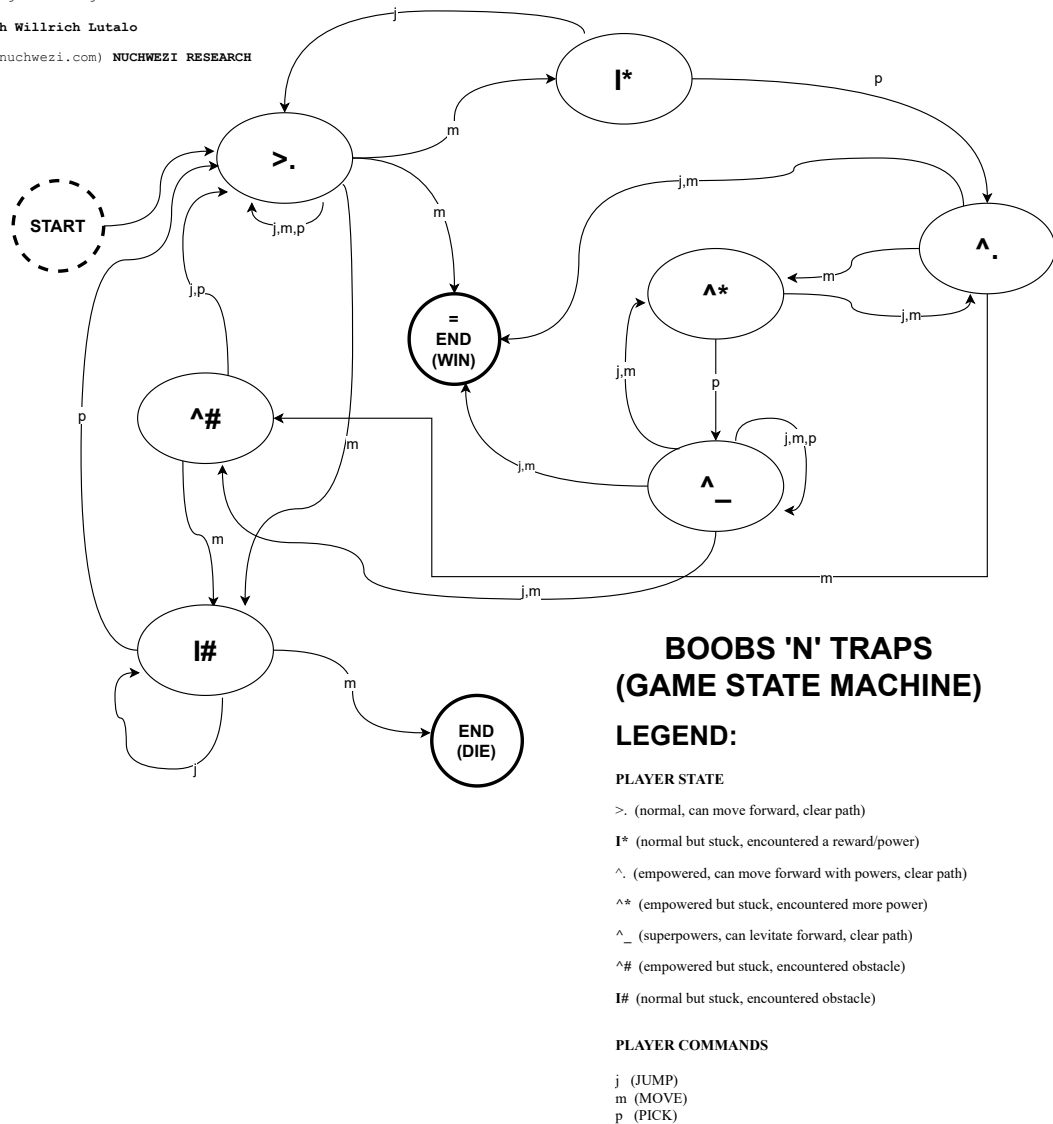 h Willrich Lutalo
nuchwezi.com) NUCHWEZI RESEARCH
j
I*
p
>.
m
START
j,m,p
m
j,m
^.
^*
m
j,m
j,p
=
END
(WIN)
j,m
p
^#
p
m
j,m,p
j,m
^_
m
m
j,m
I#
m
j
END
(DIE)
BOOBS 'N' TRAPS
(GAME STATE MACHINE)
LEGEND:
PLAYER STATE
>. (normal, can move forward, clear path)
I* (normal but stuck, encountered a reward/power)
^. (empowered, can move forward with powers, clear path)
^* (empowered but stuck, encountered more power)
^_ (superpowers, can levitate forward, clear path)
^# (empowered but stuck, encountered obstacle)
I# (normal but stuck, encountered obstacle)
PLAYER COMMANDS
j (JUMP)
m (MOVE)
p (PICK)